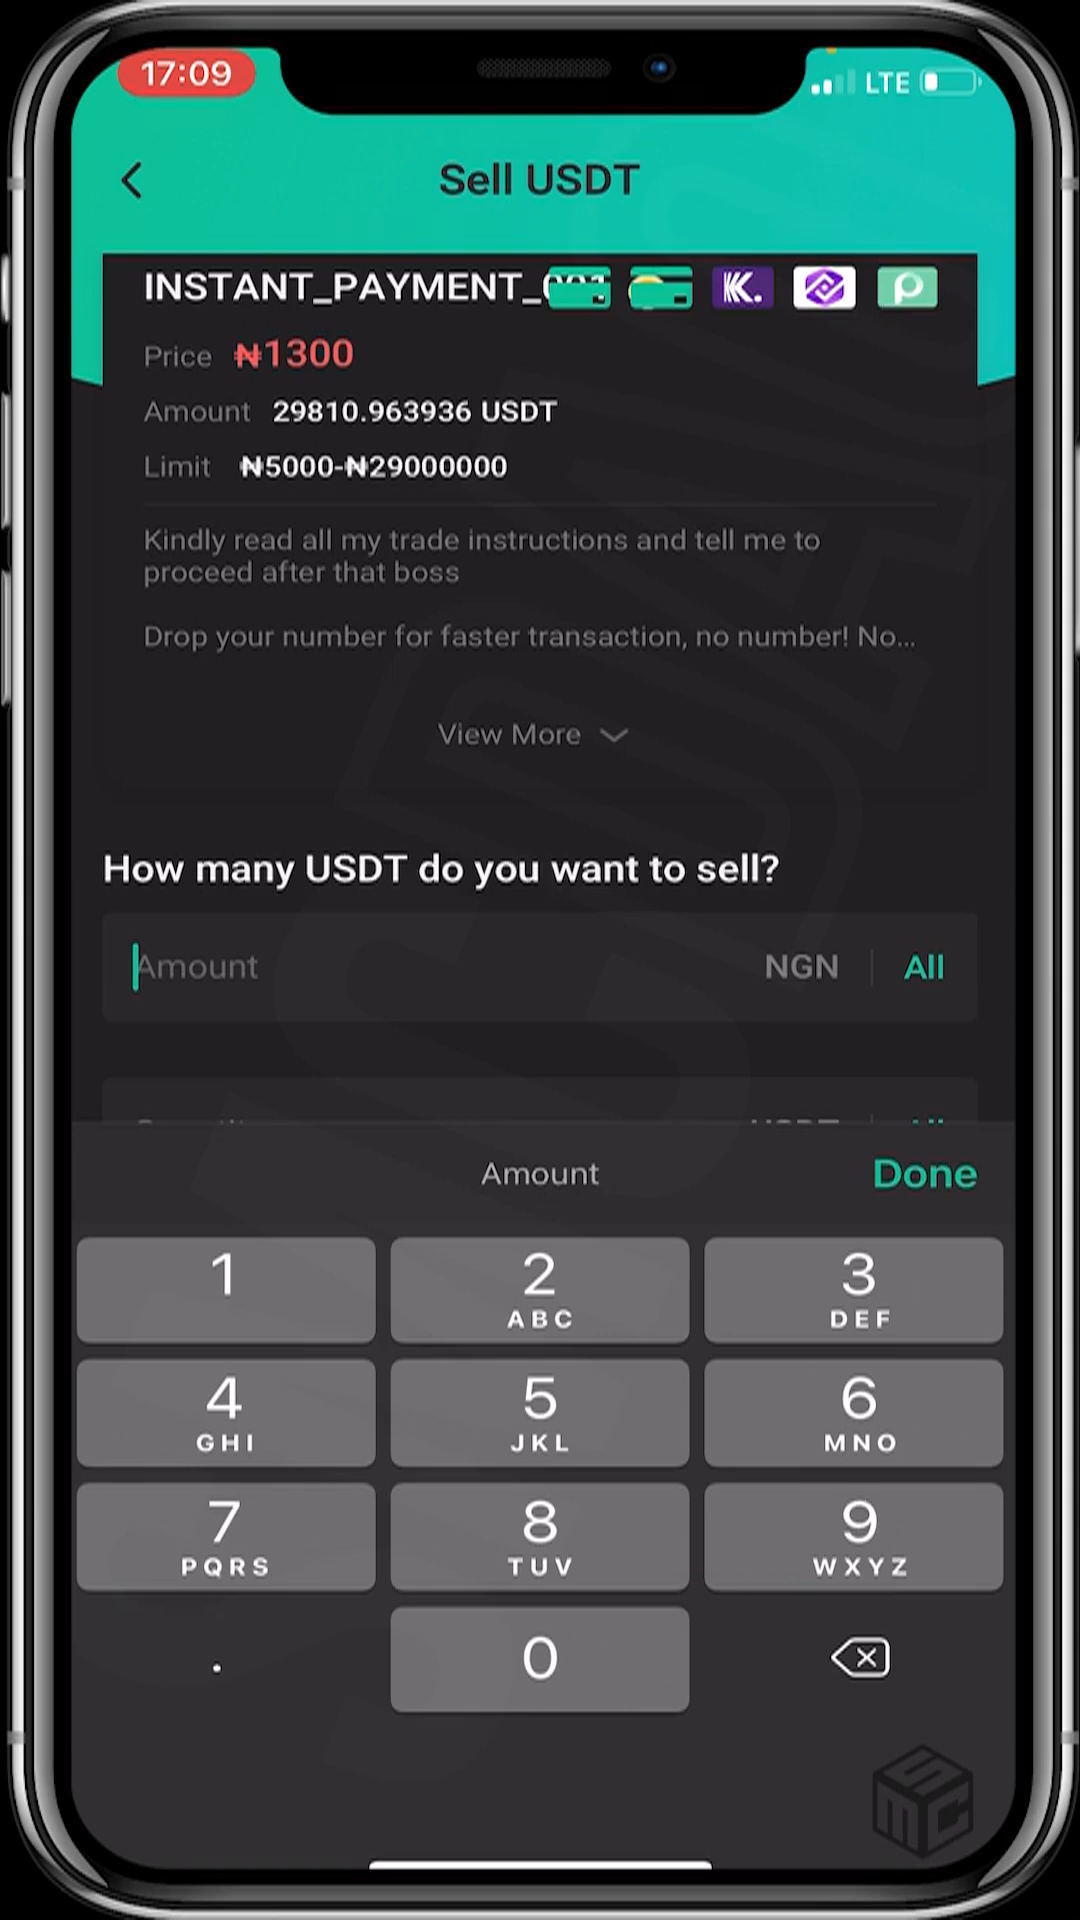 17:09
LTE
Sell USDT
INSTANT_PAYMENT_001
K.
Price ₦1300
Amount 29810.963936 USDT
Limit ₦5000-₦29000000
Kindly read all my trade instructions and tell me to
proceed after that boss
Drop your number for faster transaction, no number! No...
View More
How many USDT do you want to sell?
Amount NGN All
Amount Done
1
2 ABC
3 DEF
4 GHI
5 JKL
6 MNO
7 PQRS
8 TUV
9 WXYZ
.
0